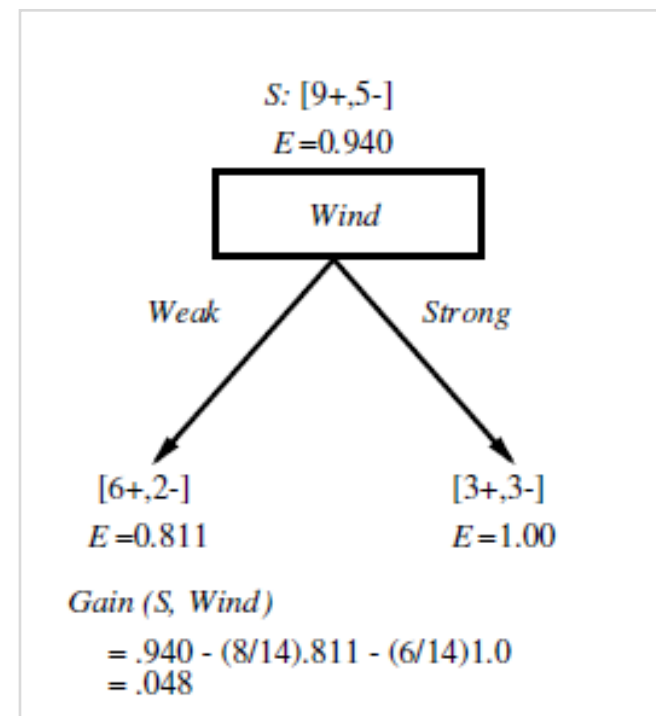 S: [9+,5-]
E=0.940
Wind
Weak Strong
[6+,2-] [3+,3-]
E=0.811 E=1.00
Gain (S, Wind)
= .940 - (8/14).811 - (6/14)1.0
= .048